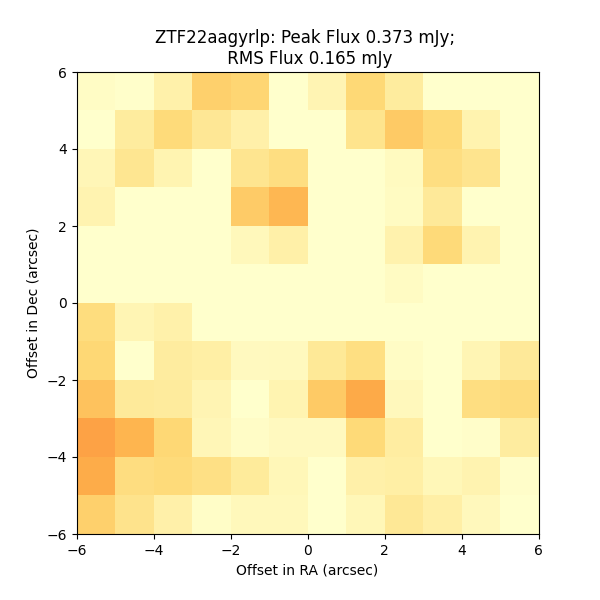 ZTF22aagyrlp: Peak Flux 0.373 mJy;
RMS Flux 0.165 mJy
6
4
2
0
−2
−4
−6
Offset in Dec (arcsec)
−6 −4 −2 0 2 4 6
Offset in RA (arcsec)